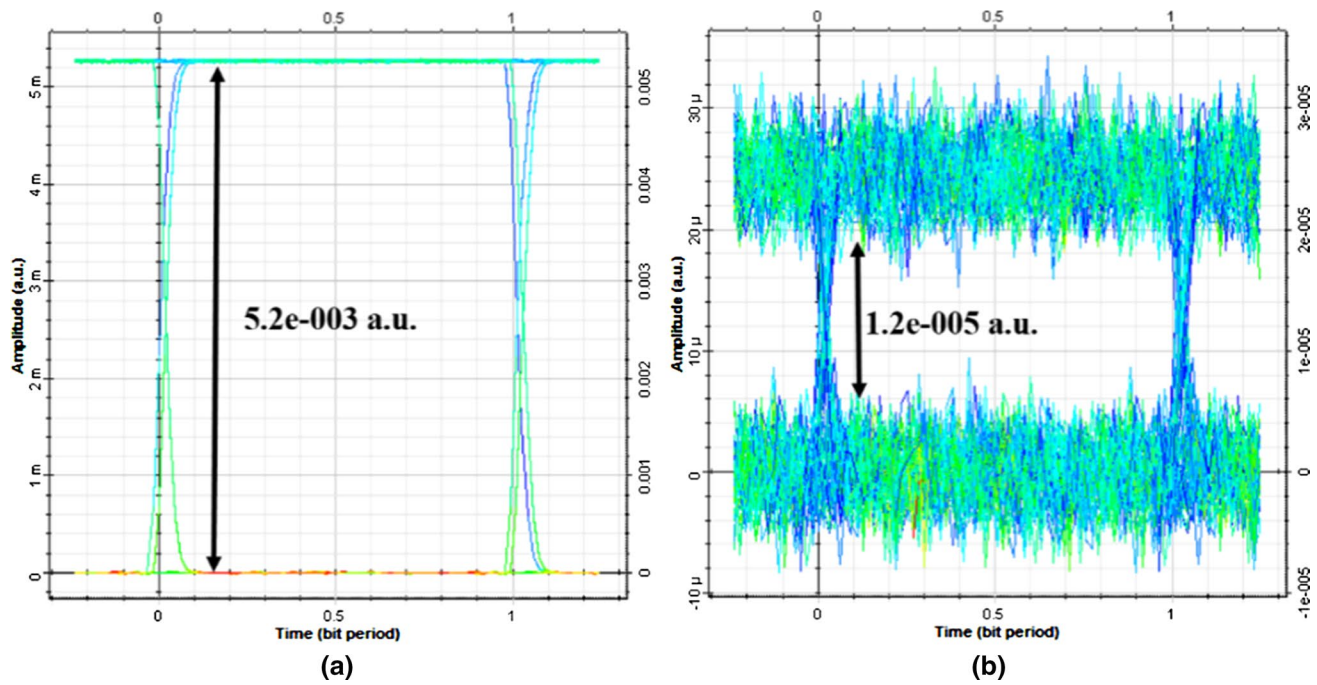 0 0.5 1
Amplitude (a.u.)
5 m
4 m
3 m
2 m
1 m
0
5.2e-003 a.u.
0.005
0.004
0.003
0.002
0.001
0
0 0.5 1
Time (bit period)
(a)
0 0.5 1
Amplitude (a.u.)
30 µ
20 µ
10 µ
0
-10 µ
1.2e-005 a.u.
3e-005
2e-005
1e-005
0
-1e-005
0 0.5 1
Time (bit period)
(b)